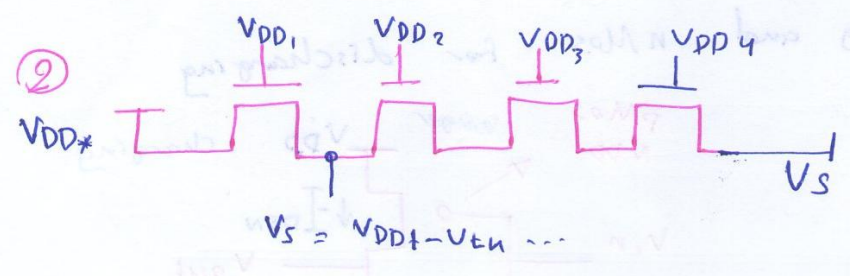 VDD1 VDD2 VDD3 VDD4
2
VDD*
VS
VS = VDD1-Vtn ...